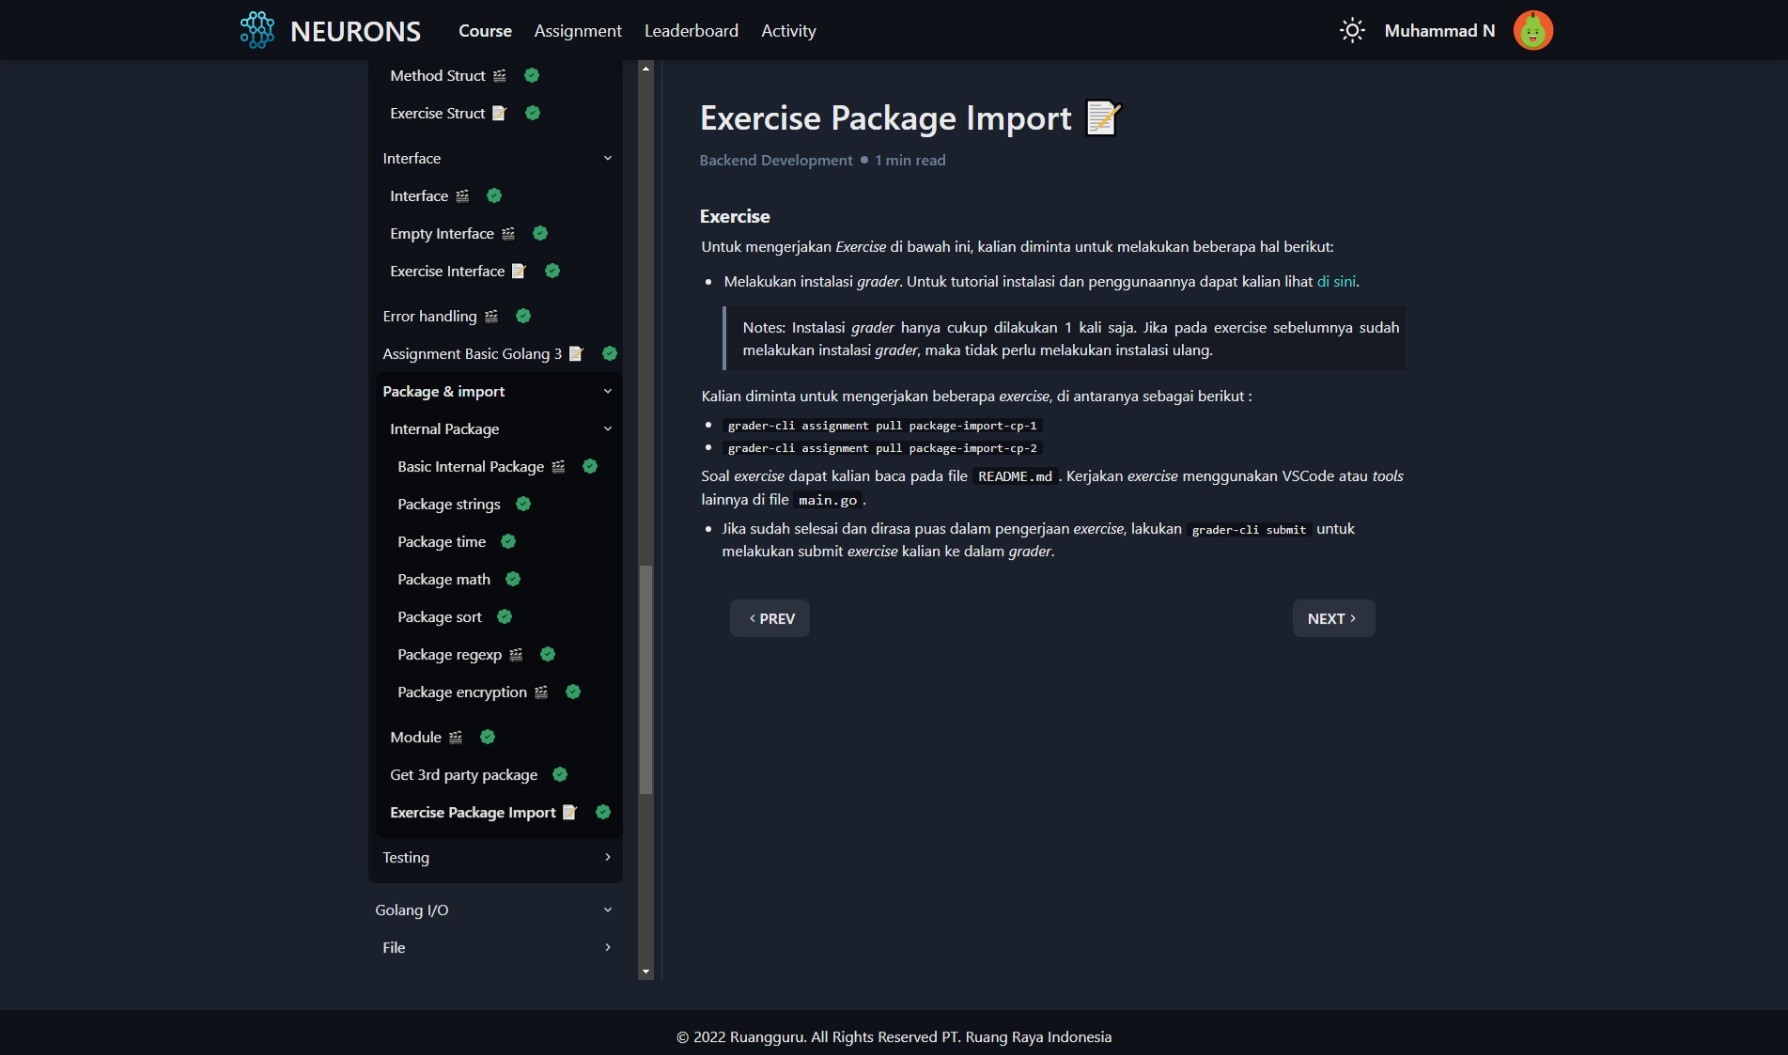 NEURONS
Course
Assignment
Leaderboard
Activity
Muhammad N
Method Struct
Exercise Struct
Interface
Interface
Empty Interface
Exercise Interface
Error handling
Assignment Basic Golang 3
Package & import
Internal Package
Basic Internal Package
Package strings
Package time
Package math
Package sort
Package regexp
Package encryption
Module
Get 3rd party package
Exercise Package Import
Testing
Golang I/O
File
Exercise Package Import
Backend Development • 1 min read
Exercise
Untuk mengerjakan Exercise di bawah ini, kalian diminta untuk melakukan beberapa hal berikut:
• Melakukan instalasi grader. Untuk tutorial instalasi dan penggunaannya dapat kalian lihat di sini.
Notes: Instalasi grader hanya cukup dilakukan 1 kali saja. Jika pada exercise sebelumnya sudah
melakukan instalasi grader, maka tidak perlu melakukan instalasi ulang.
Kalian diminta untuk mengerjakan beberapa exercise, di antaranya sebagai berikut :
• grader-cli assignment pull package-import-cp-1
• grader-cli assignment pull package-import-cp-2
Soal exercise dapat kalian baca pada file README.md . Kerjakan exercise menggunakan VSCode atau tools
lainnya di file main.go .
• Jika sudah selesai dan dirasa puas dalam pengerjaan exercise, lakukan grader-cli submit untuk
melakukan submit exercise kalian ke dalam grader.
‹ PREV
NEXT ›
© 2022 Ruangguru. All Rights Reserved PT. Ruang Raya Indonesia